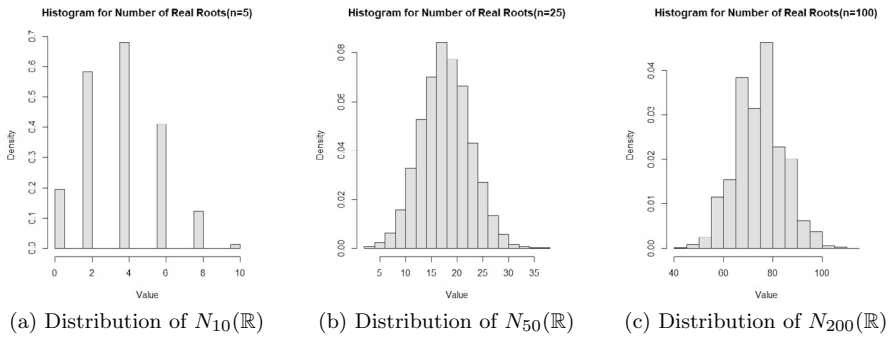 Histogram for Number of Real Roots(n=5)
Density
0.0 0.1 0.2 0.3 0.4 0.5 0.6 0.7
0 2 4 6 8 10
Value
(a) Distribution of N₁₀(ℝ)
Histogram for Number of Real Roots(n=25)
Density
0.00 0.02 0.04 0.06 0.08
5 10 15 20 25 30 35
Value
(b) Distribution of N₅₀(ℝ)
Histogram for Number of Real Roots(n=100)
Density
0.00 0.01 0.02 0.03 0.04
40 60 80 100
Value
(c) Distribution of N₂₀₀(ℝ)